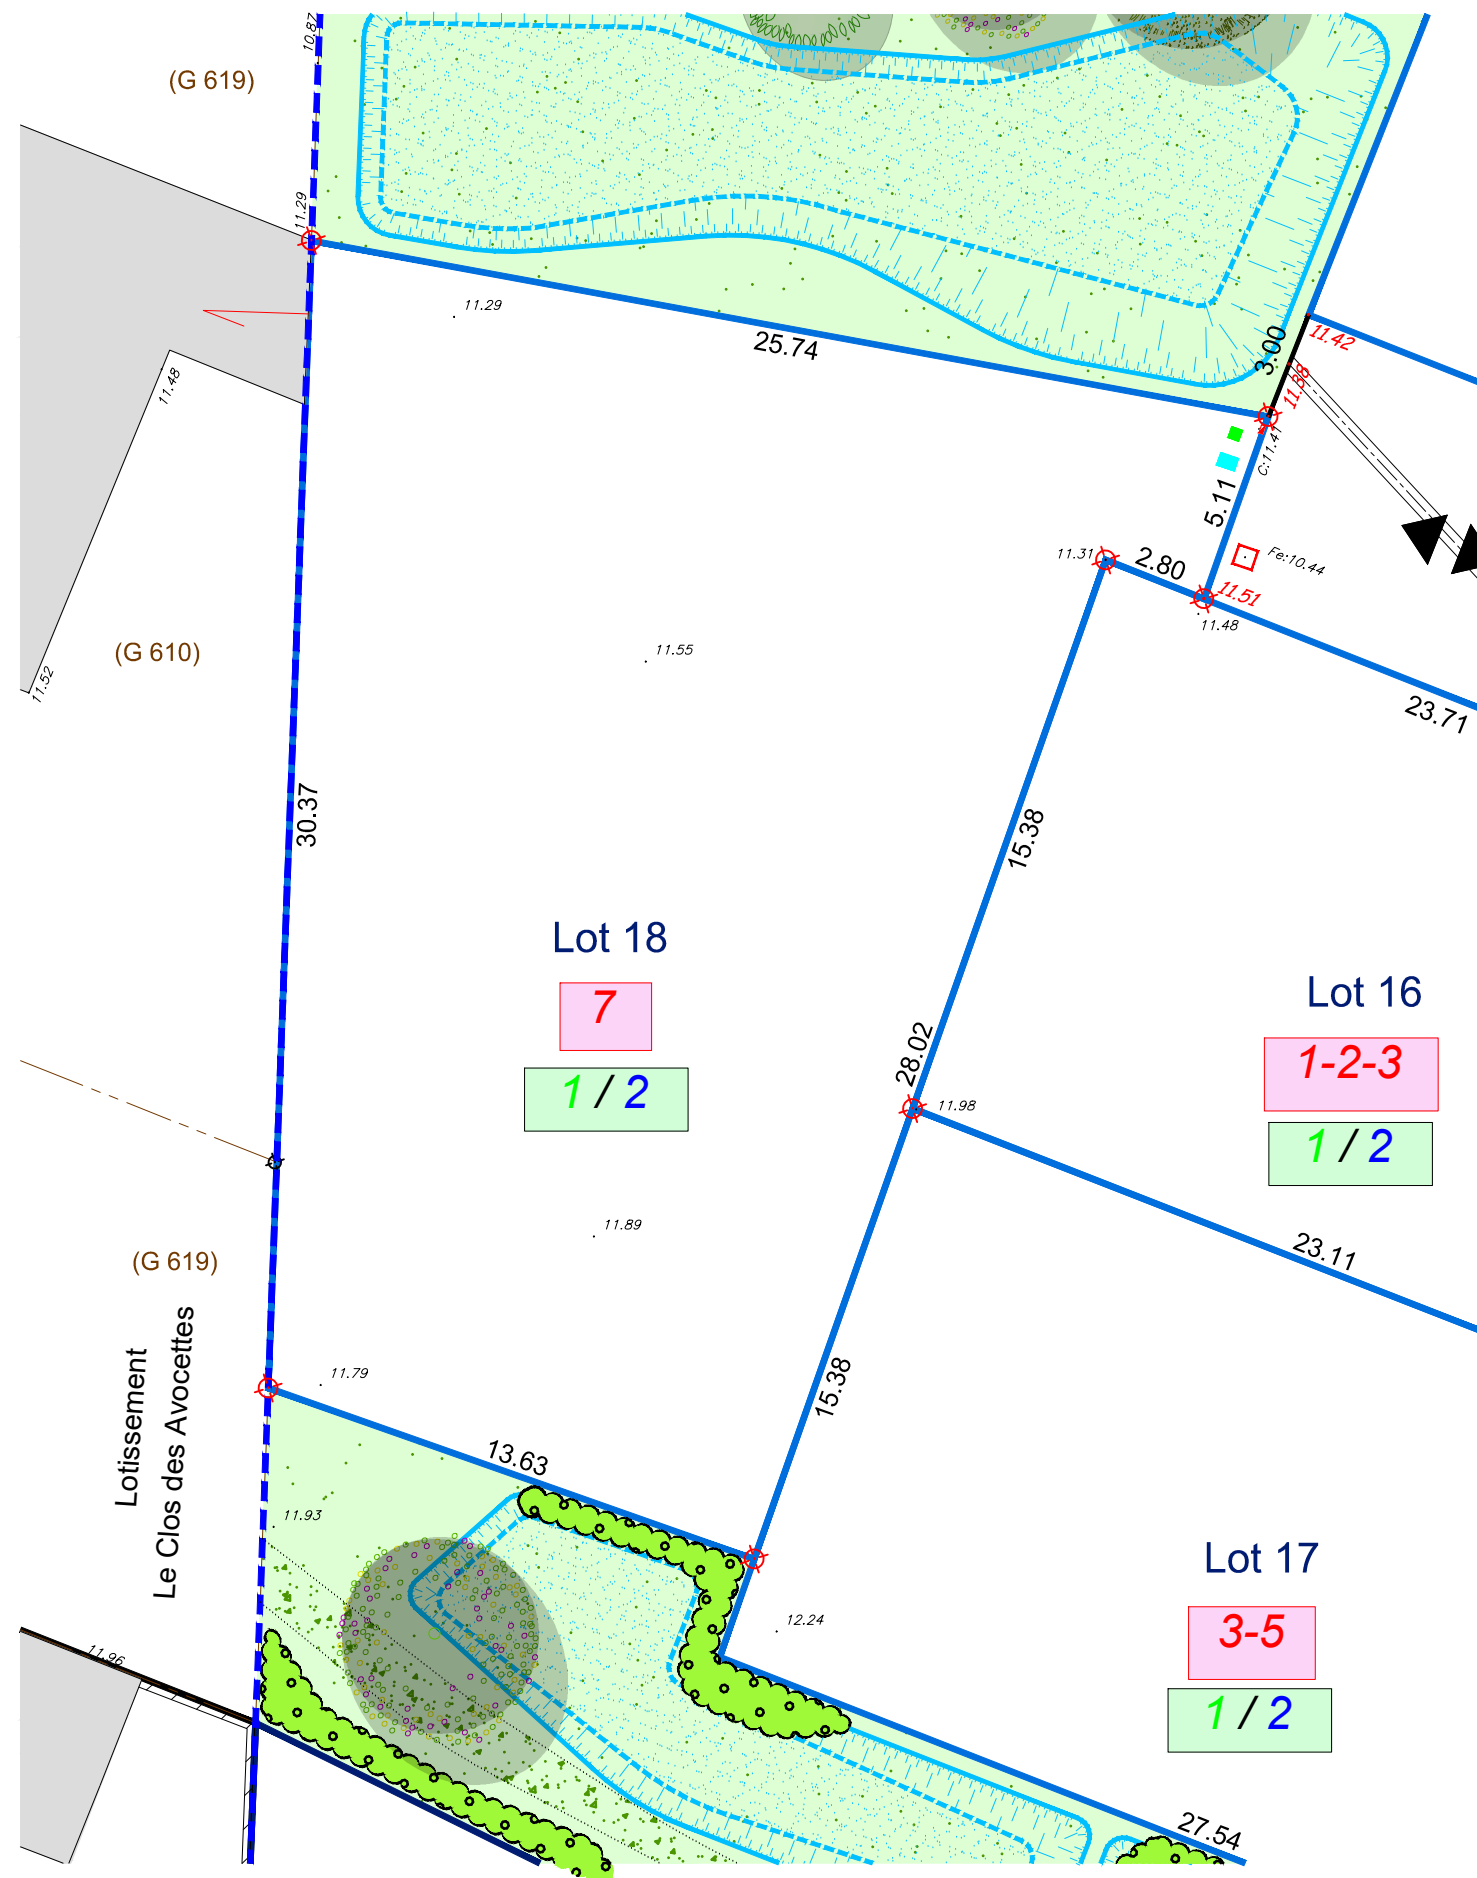 10.87
(G 619)
11.29
11.29
25.74
3.00
11.42
11.38
11.48
C:11.41
5.11
11.31
2.80
Fe:10.44
11.51
11.48
(G 610)
11.55
11.52
23.71
30.37
15.38
Lot 18
7
1 / 2
Lot 16
1-2-3
1 / 2
28.02
11.98
11.89
23.11
(G 619)
Lotissement
Le Clos des Avocettes
11.79
15.38
13.63
11.93
Lot 17
3-5
1 / 2
12.24
11.96
27.54